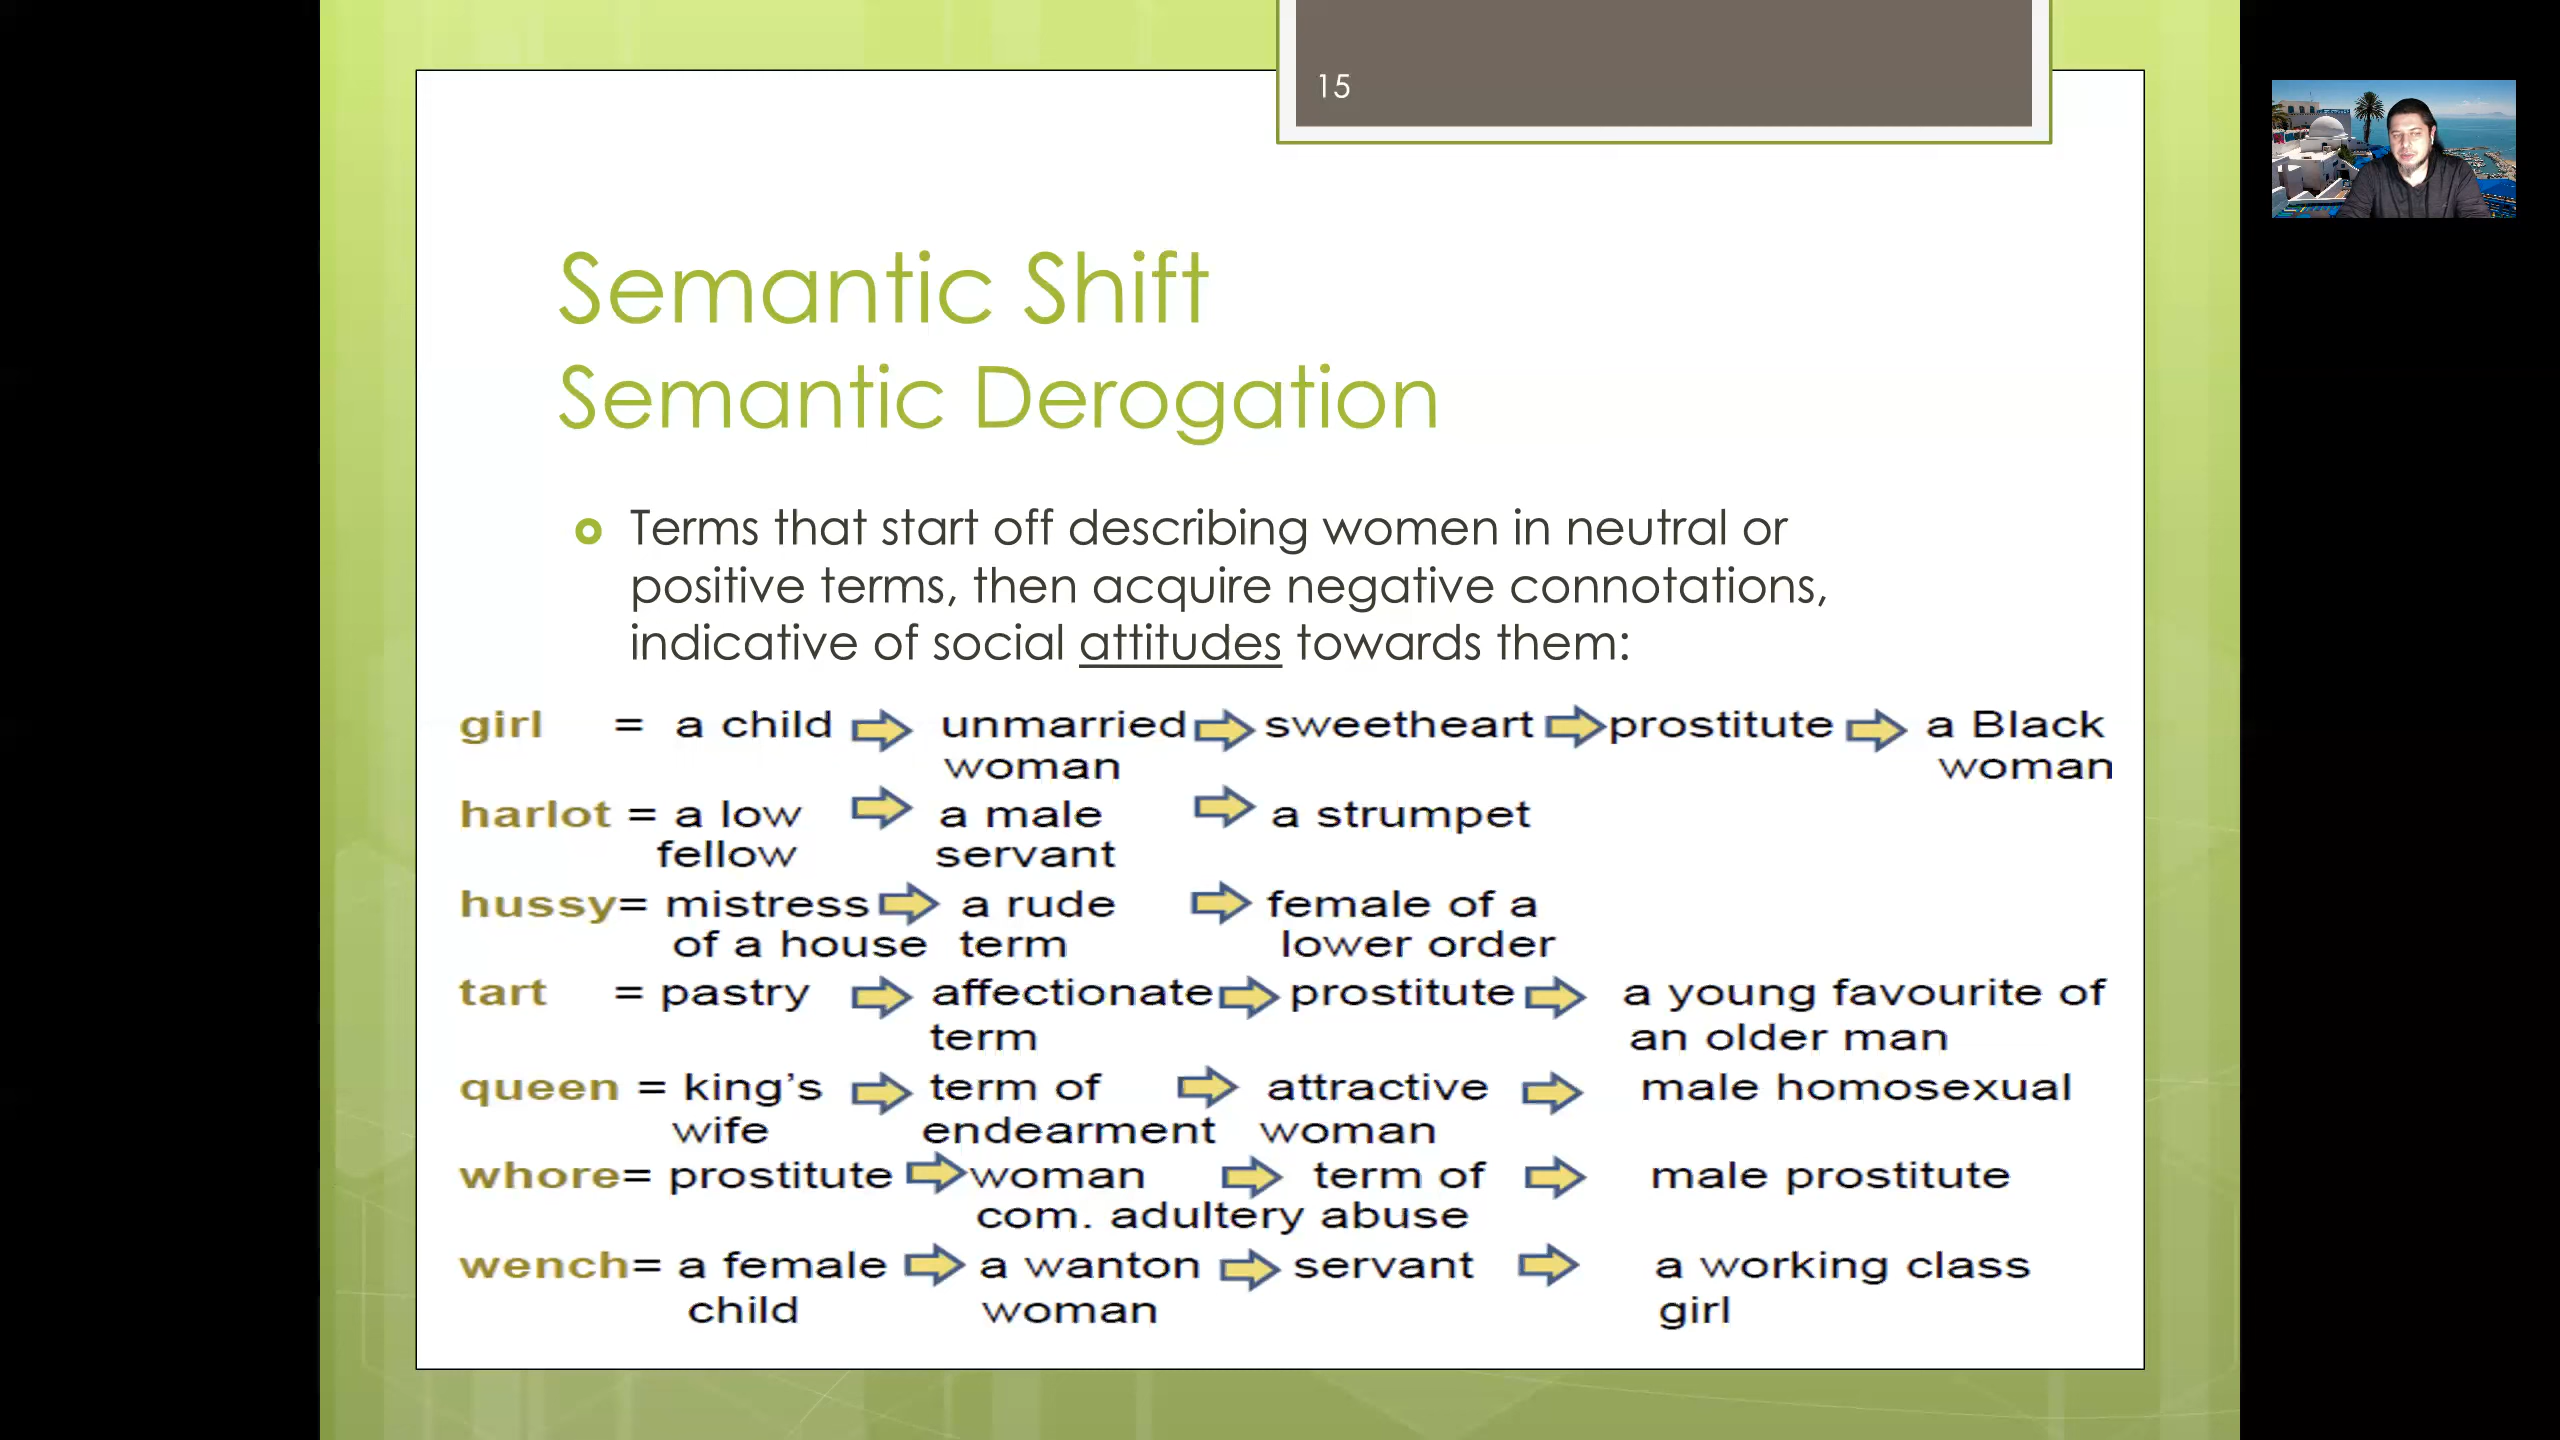 15
Semantic Shift
Semantic Derogation
Terms that start off describing women in neutral or
positive terms, then acquire negative connotations,
indicative of social attitudes towards them:
girl = a child unmarried sweetheart prostitute a Black
woman woman
harlot = a low a male a strumpet
fellow servant
hussy= mistress a rude female of a
of a house term lower order
tart = pastry affectionate prostitute a young favourite of
term an older man
queen = king's term of attractive male homosexual
wife endearment woman
whore= prostitute woman term of male prostitute
com. adultery abuse
wench= a female a wanton servant a working class
child woman girl